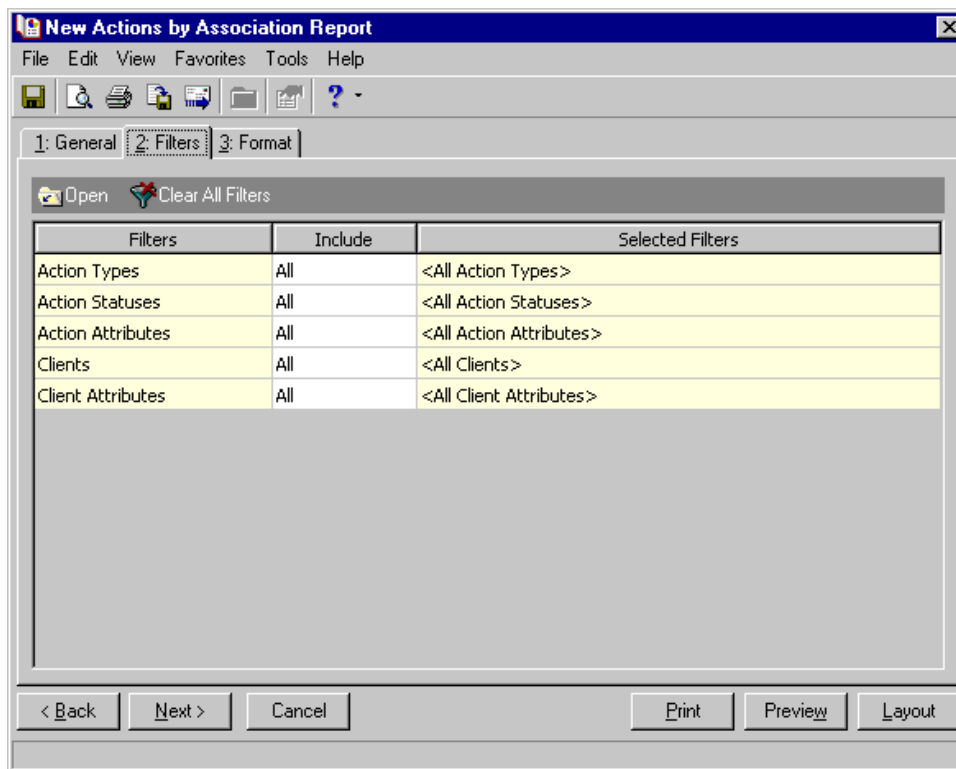 New Actions by Association Report
File Edit View Favorites Tools Help
?
1: General 2: Filters 3: Format
Open Clear All Filters
Filters Include Selected Filters
Action Types All <All Action Types>
Action Statuses All <All Action Statuses>
Action Attributes All <All Action Attributes>
Clients All <All Clients>
Client Attributes All <All Client Attributes>
< Back Next > Cancel Print Preview Layout